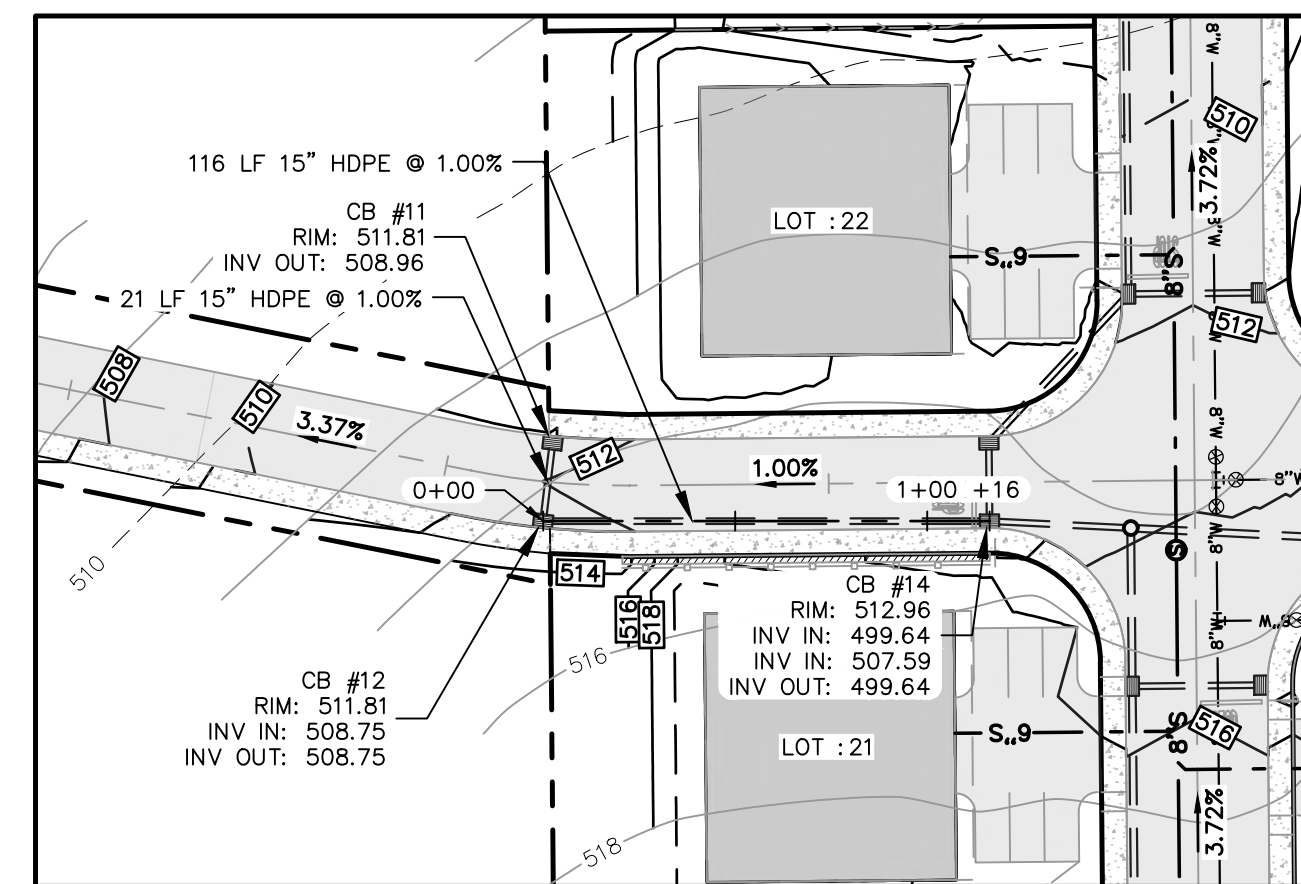 116 LF 15” HDPE @ 1.00%
CB #11
RIM: 511.81
INV OUT: 508.96
21 LF 15” HDPE @ 1.00%
LOT :22
6"S
8"S
8"W
8"W
510
3.72%
512
8"W
508
510
3.37%
512
1.00%
0+00
1+00 +16
8"W
8"W
S
510
514
516
518
CB #14
RIM: 512.96
INV IN: 499.64
INV IN: 507.59
INV OUT: 499.64
8"W
8"W
516
CB #12
RIM: 511.81
INV IN: 508.75
INV OUT: 508.75
LOT :21
6"S
8"S
516
3.72%
518